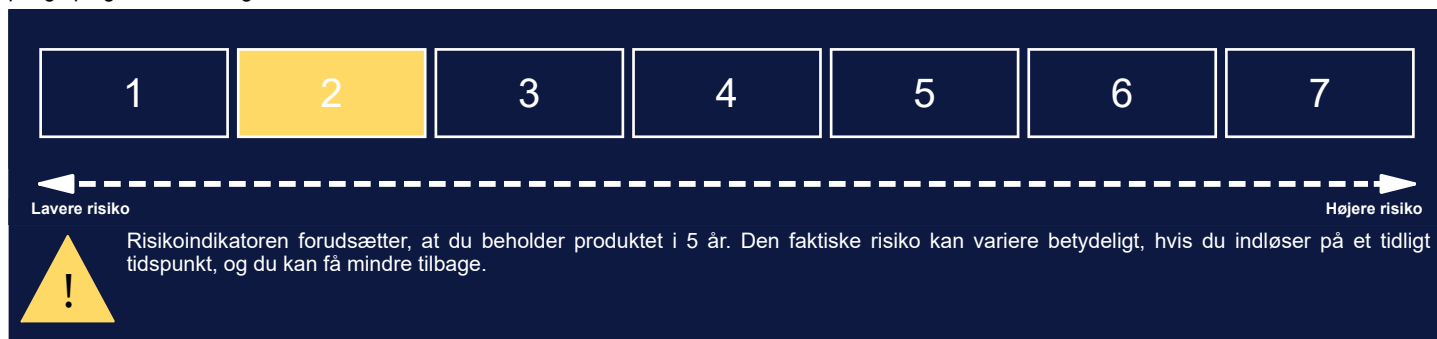 1 2 3 4 5 6 7
Lavere risiko Højere risiko
Risikoindikatoren forudsætter, at du beholder produktet i 5 år. Den faktiske risiko kan variere betydeligt, hvis du indløser på et tidligt
tidspunkt, og du kan få mindre tilbage.
!